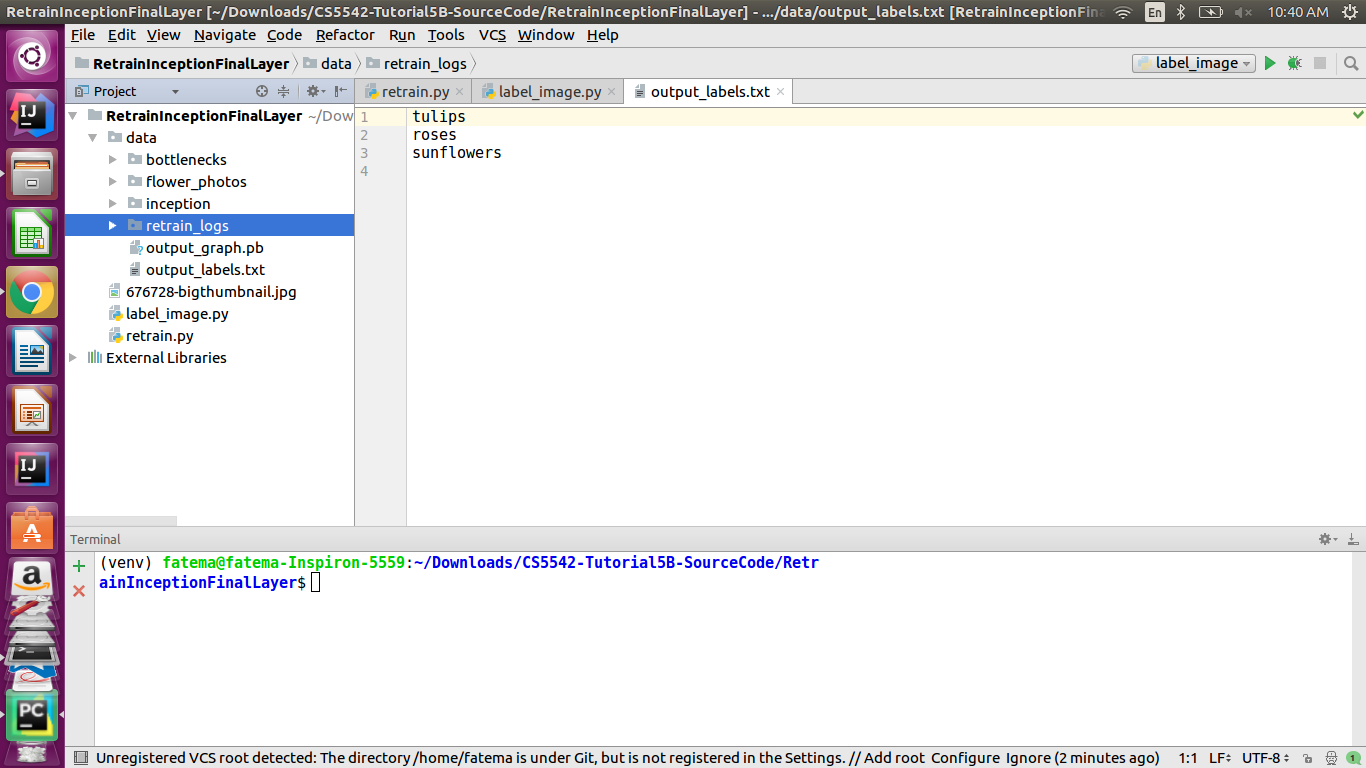 RetrainInceptionFinalLayer [~/Downloads/CS5542-Tutorial5B-SourceCode/RetrainInceptionFinalLayer] - .../data/output_labels.txt [RetrainInceptionFina
En
10:40 AM
File Edit View Navigate Code Refactor Run Tools VCS Window Help
RetrainInceptionFinalLayer data retrain_logs
label_image
Project
retrain.py label_image.py output_labels.txt
RetrainInceptionFinalLayer ~/Dow
data
bottlenecks
flower_photos
inception
retrain_logs
output_graph.pb
output_labels.txt
676728-bigthumbnail.jpg
label_image.py
retrain.py
External Libraries
1 tulips
2 roses
3 sunflowers
4
Terminal
(venv) fatema@fatema-Inspiron-5559:~/Downloads/CS5542-Tutorial5B-SourceCode/Retr
ainInceptionFinalLayer$
IJ
IJ
A
a
PC
Unregistered VCS root detected: The directory /home/fatema is under Git, but is not registered in the Settings. // Add root Configure Ignore (2 minutes ago)
1:1 LF UTF-8 1